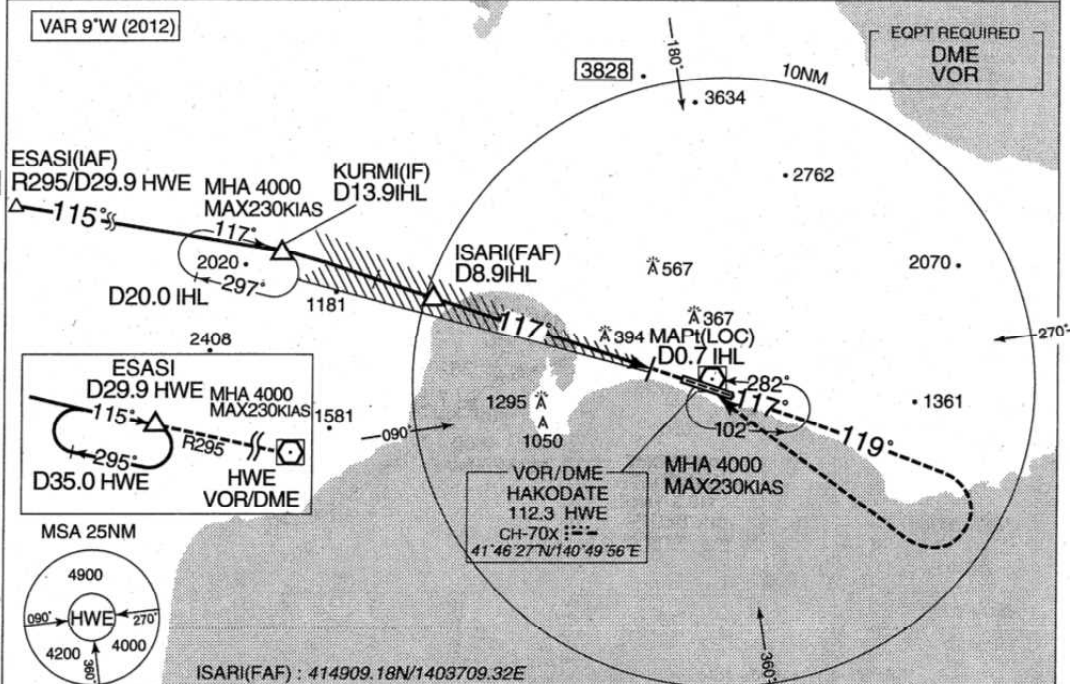 VAR 9°W (2012)
EQPT REQUIRED
DME
VOR
180°
3828
10NM
3634
2762
ESASI(IAF)
R295/D29.9 HWE
115°
MHA 4000
MAX230KIAS
KURMI(IF)
D13.9IHL
117°
2020
297°
D20.0 IHL
1181
ISARI(FAF)
D8.9IHL
567
2070
367
117°
394
MAPt(LOC)
D0.7 IHL
270°
2408
282°
117°
1361
102°
119°
ESASI
D29.9 HWE
MHA 4000
MAX230KIAS
115°
R295
295°
D35.0 HWE
HWE
VOR/DME
1581
090°
1295
1050
MHA 4000
MAX230KIAS
VOR/DME
HAKODATE
112.3 HWE
CH-70X
41°46'27"N/140°49'56"E
MSA 25NM
4900
090°
HWE
270°
4200
4000
360°
360°
ISARI(FAF) : 414909.18N/1403709.32E